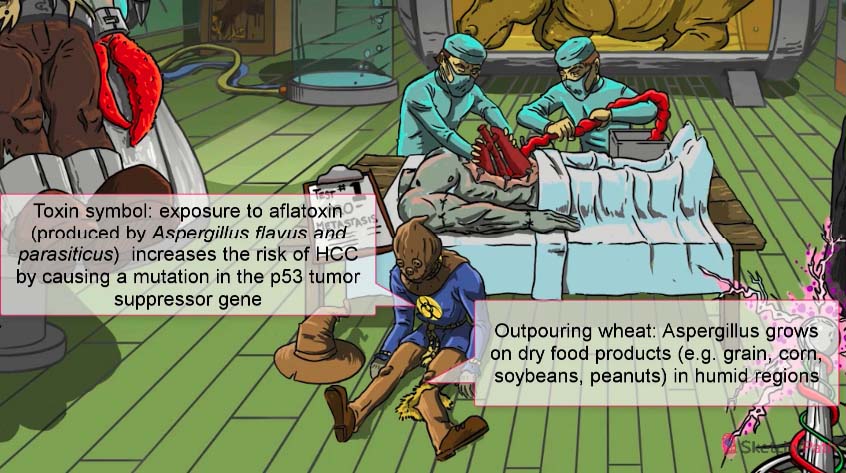 TEST #1
METASTASIS
Toxin symbol: exposure to aflatoxin
(produced by Aspergillus flavus and
parasiticus) increases the risk of HCC
by causing a mutation in the p53 tumor
suppressor gene
Outpouring wheat: Aspergillus grows
on dry food products (e.g. grain, corn,
soybeans, peanuts) in humid regions